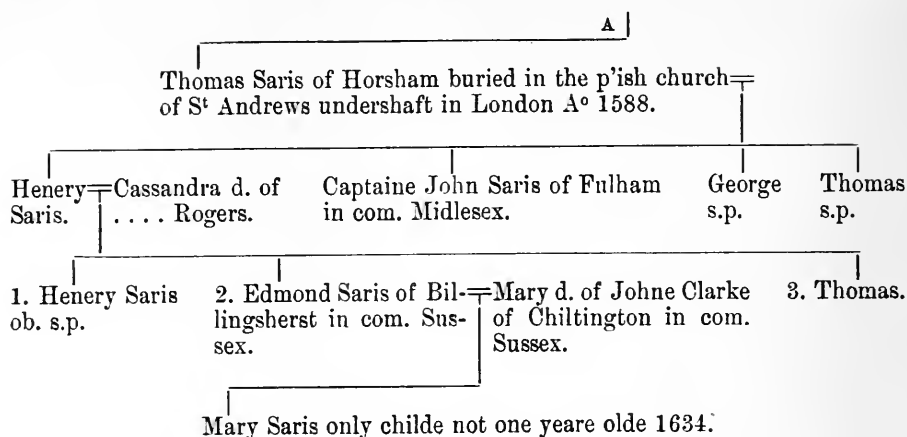 A
Thomas Saris of Horsham buried in the p'ish church
of St Andrews undershaft in London Ao 1588.
Henery Cassandra d. of
Saris. . . . . Rogers.
Captaine John Saris of Fulham
in com. Midlesex.
George
s.p.
Thomas
s.p.
1. Henery Saris
ob. s.p.
2. Edmond Saris of Bil-
lingsherst in com. Sus-
sex.
Mary d. of Johne Clarke
of Chiltington in com.
Sussex.
3. Thomas.
Mary Saris only childe not one yeare olde 1634.